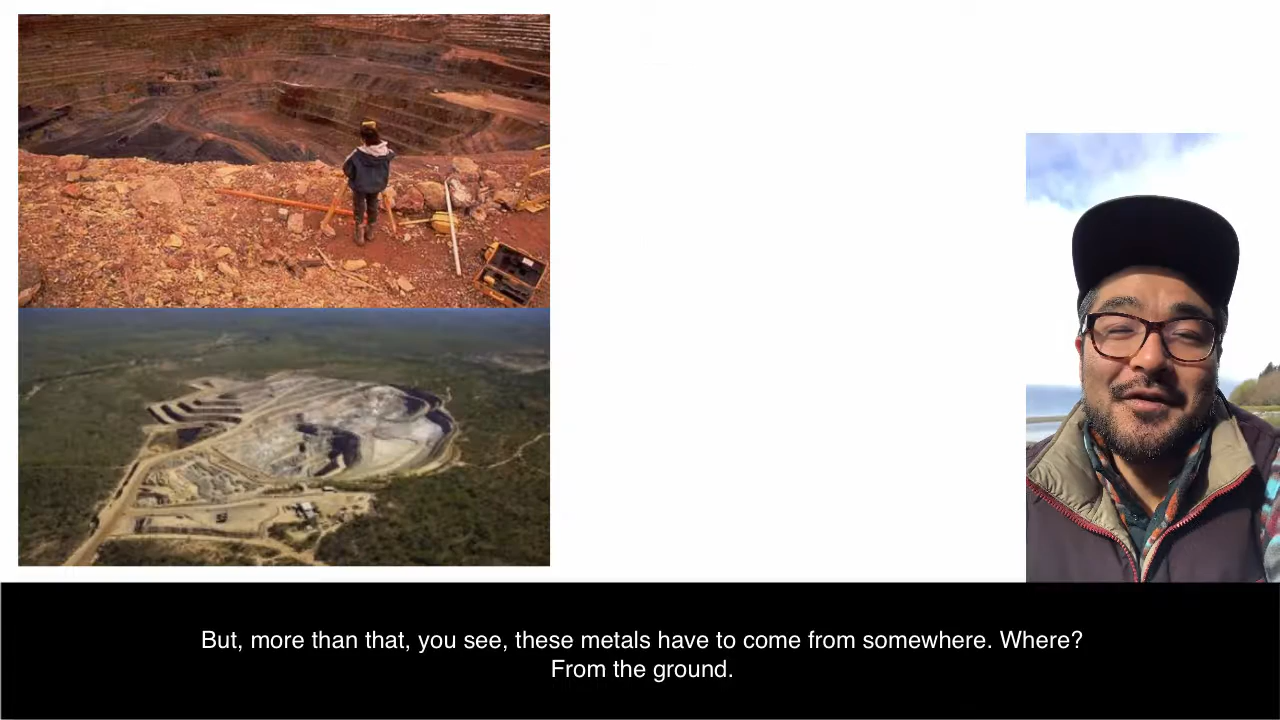 But, more than that, you see, these metals have to come from somewhere. Where?
From the ground.